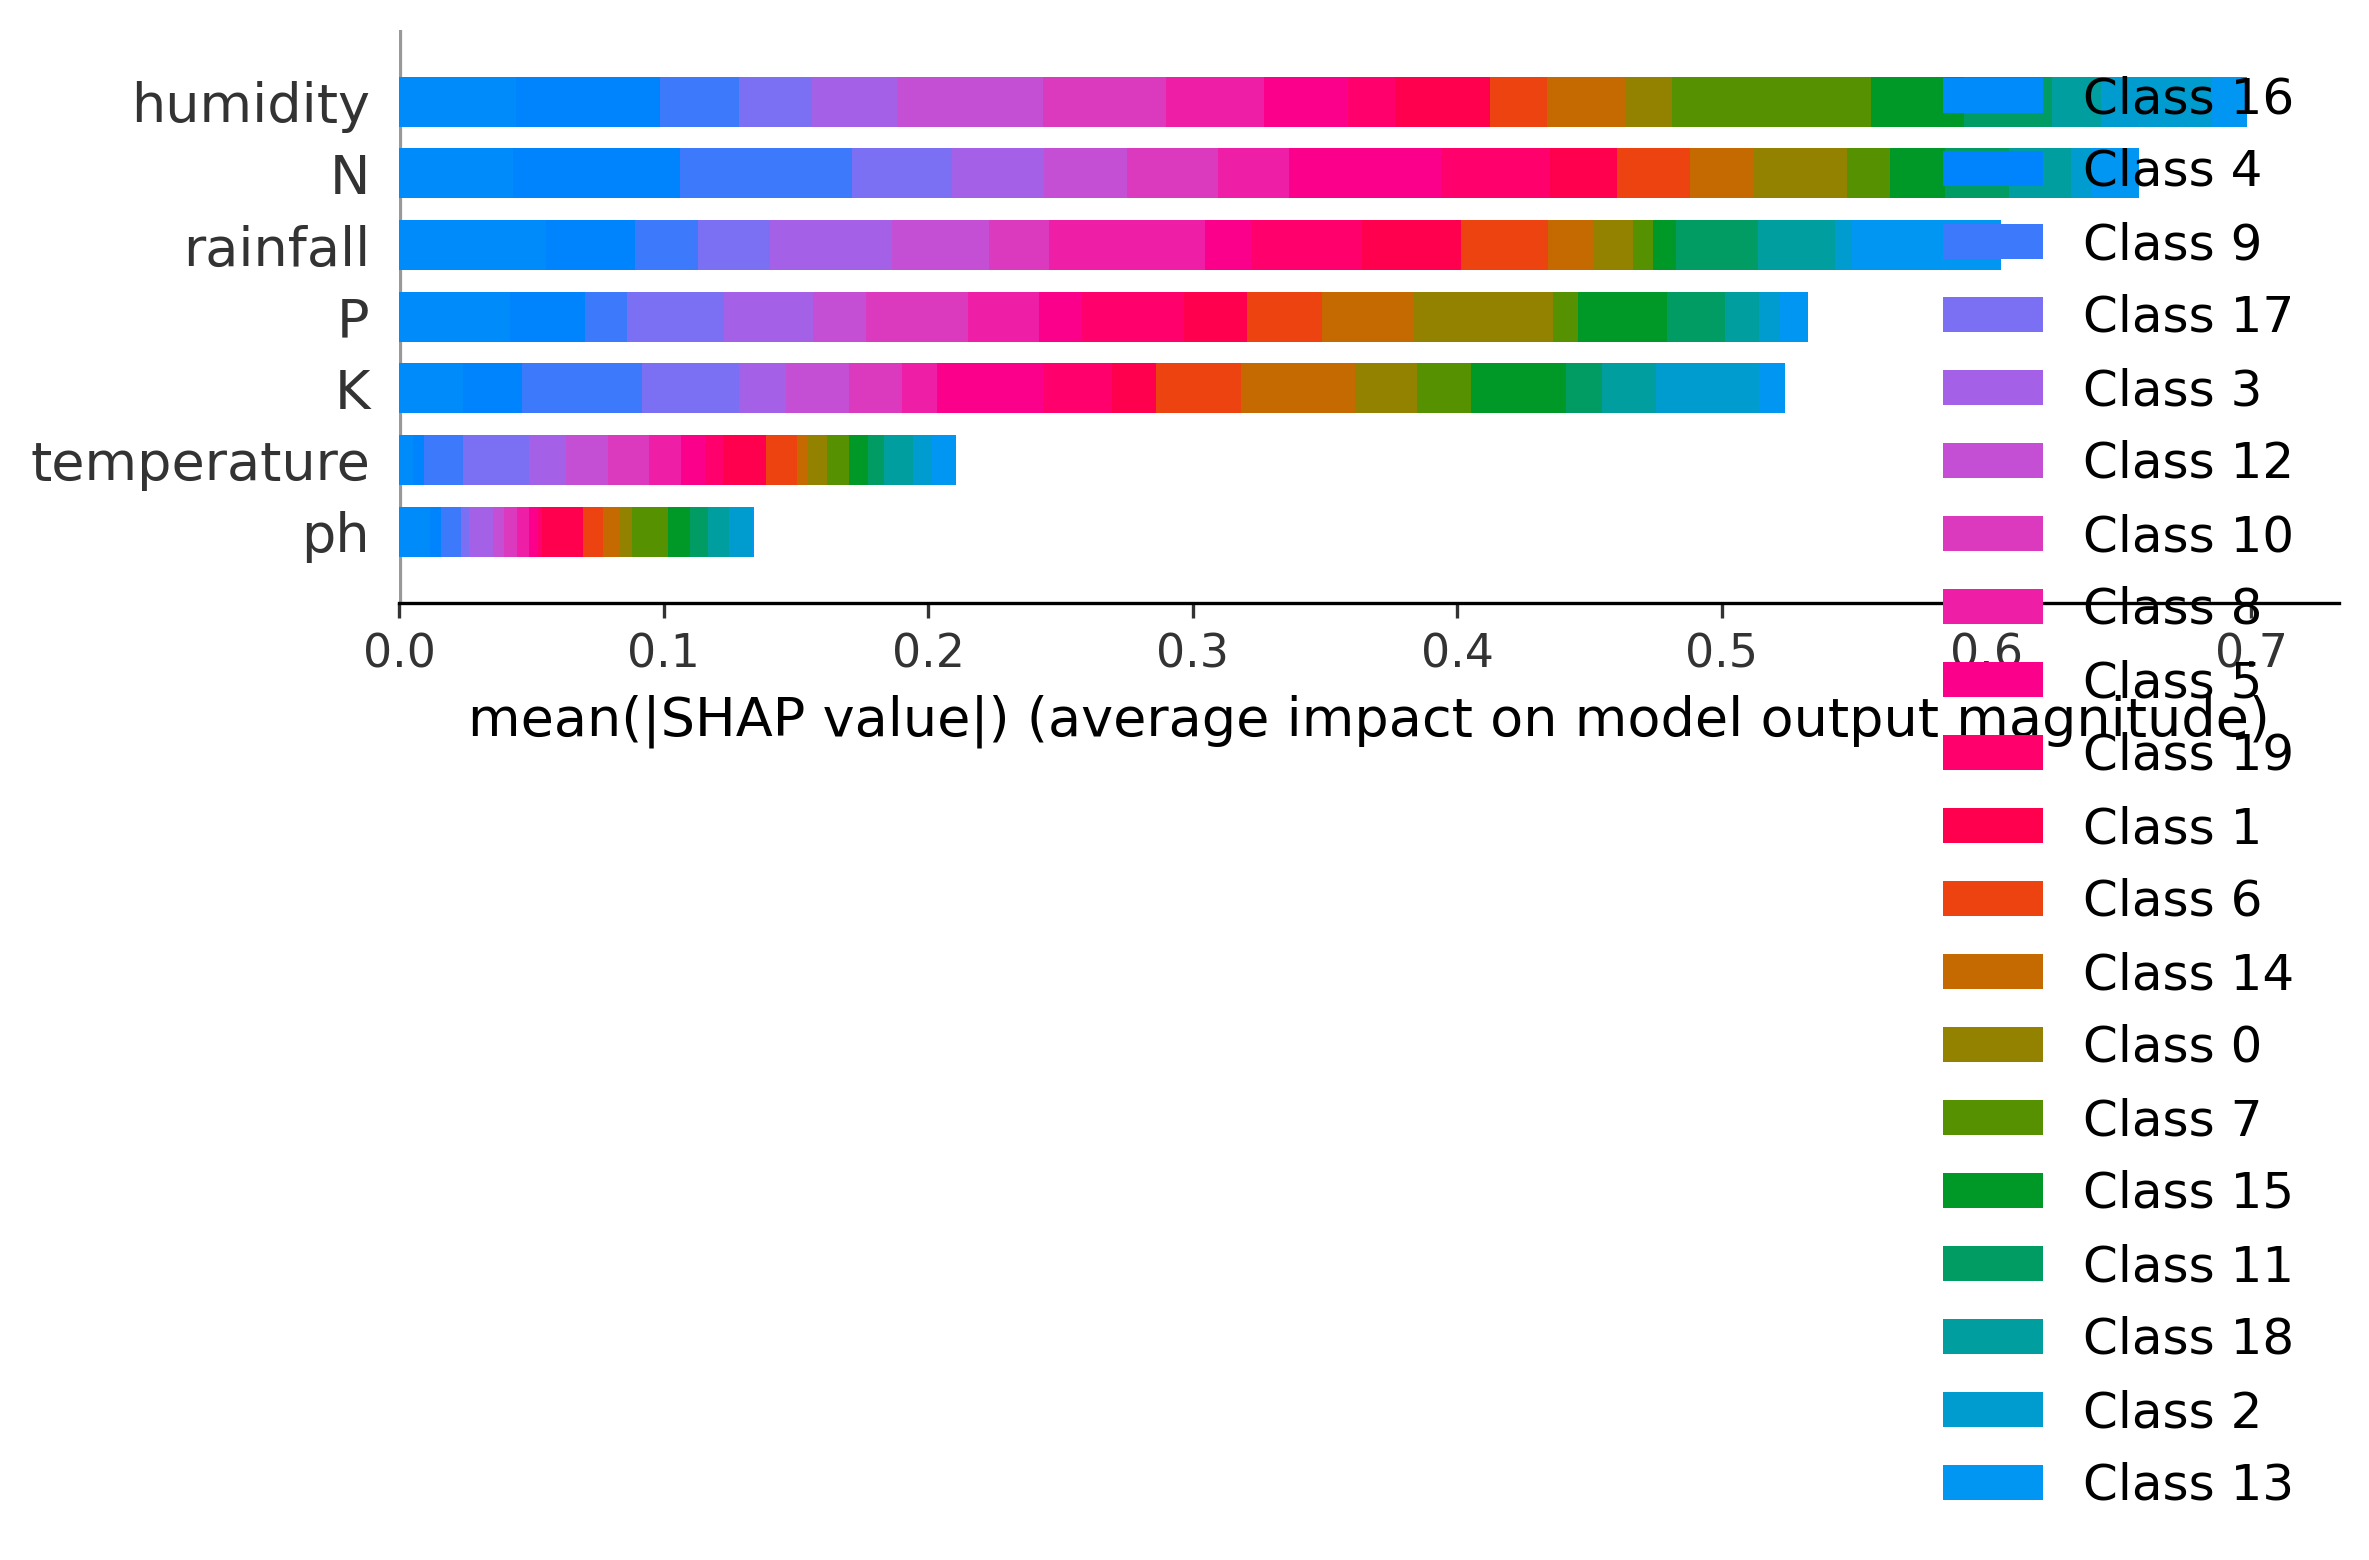 humidity
N
rainfall
P
K
temperature
ph
0.0 0.1 0.2 0.3 0.4 0.5 0.6 0.7
mean(|SHAP value|) (average impact on model output magnitude)
Class 16
Class 4
Class 9
Class 17
Class 3
Class 12
Class 10
Class 8
Class 5
Class 19
Class 1
Class 6
Class 14
Class 0
Class 7
Class 15
Class 11
Class 18
Class 2
Class 13